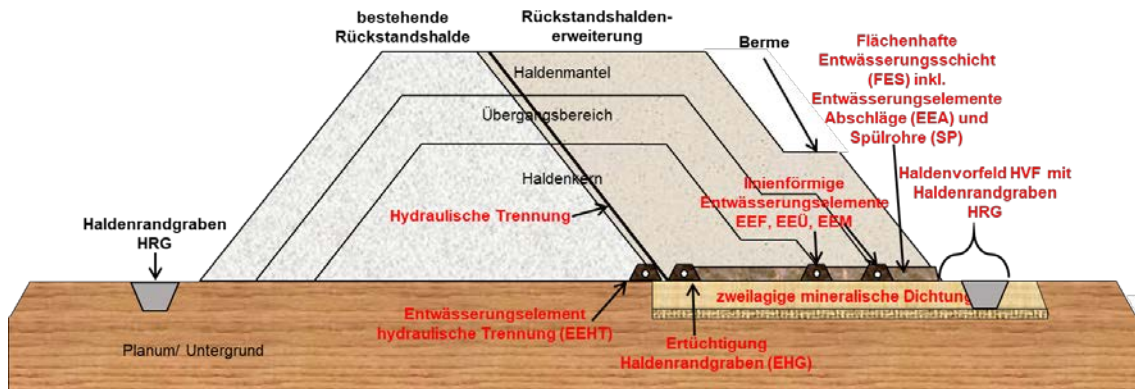 bestehende
Rückstandshalde
Rückstandshalden-
erweiterung
Berme
Flächenhafte
Entwässerungsschicht
(FES) inkl.
Entwässerungselemente
Abschläge (EEA) und
Spülrohre (SP)
Haldenmantel
Übergangsbereich
Haldenkern
Hydraulische Trennung
linienförmige
Entwässerungselemente
EEF, EEÜ, EEM
Haldenvorfeld HVF mit
Haldenrandgraben
HRG
Haldenrandgraben
HRG
zweilagige mineralische Dichtung
Entwässerungselement
hydraulische Trennung (EEHT)
Ertüchtigung
Haldenrandgraben (EHG)
Planum/ Untergrund